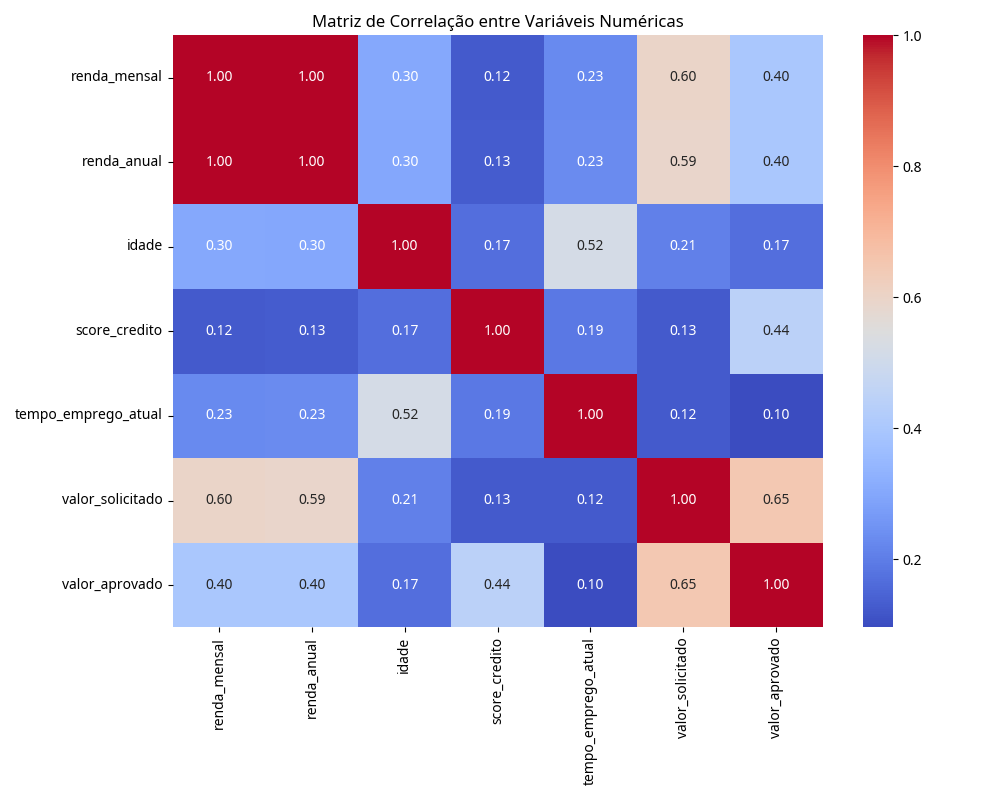 Matriz de Correlação entre Variáveis Numéricas
renda_mensal 1.00 1.00 0.30 0.12 0.23 0.60 0.40
renda_anual 1.00 1.00 0.30 0.13 0.23 0.59 0.40
idade 0.30 0.30 1.00 0.17 0.52 0.21 0.17
score_credito 0.12 0.13 0.17 1.00 0.19 0.13 0.44
tempo_emprego_atual 0.23 0.23 0.52 0.19 1.00 0.12 0.10
valor_solicitado 0.60 0.59 0.21 0.13 0.12 1.00 0.65
valor_aprovado 0.40 0.40 0.17 0.44 0.10 0.65 1.00
renda_mensal
renda_anual
idade
score_credito
tempo_emprego_atual
valor_solicitado
valor_aprovado
1.0
0.8
0.6
0.4
0.2